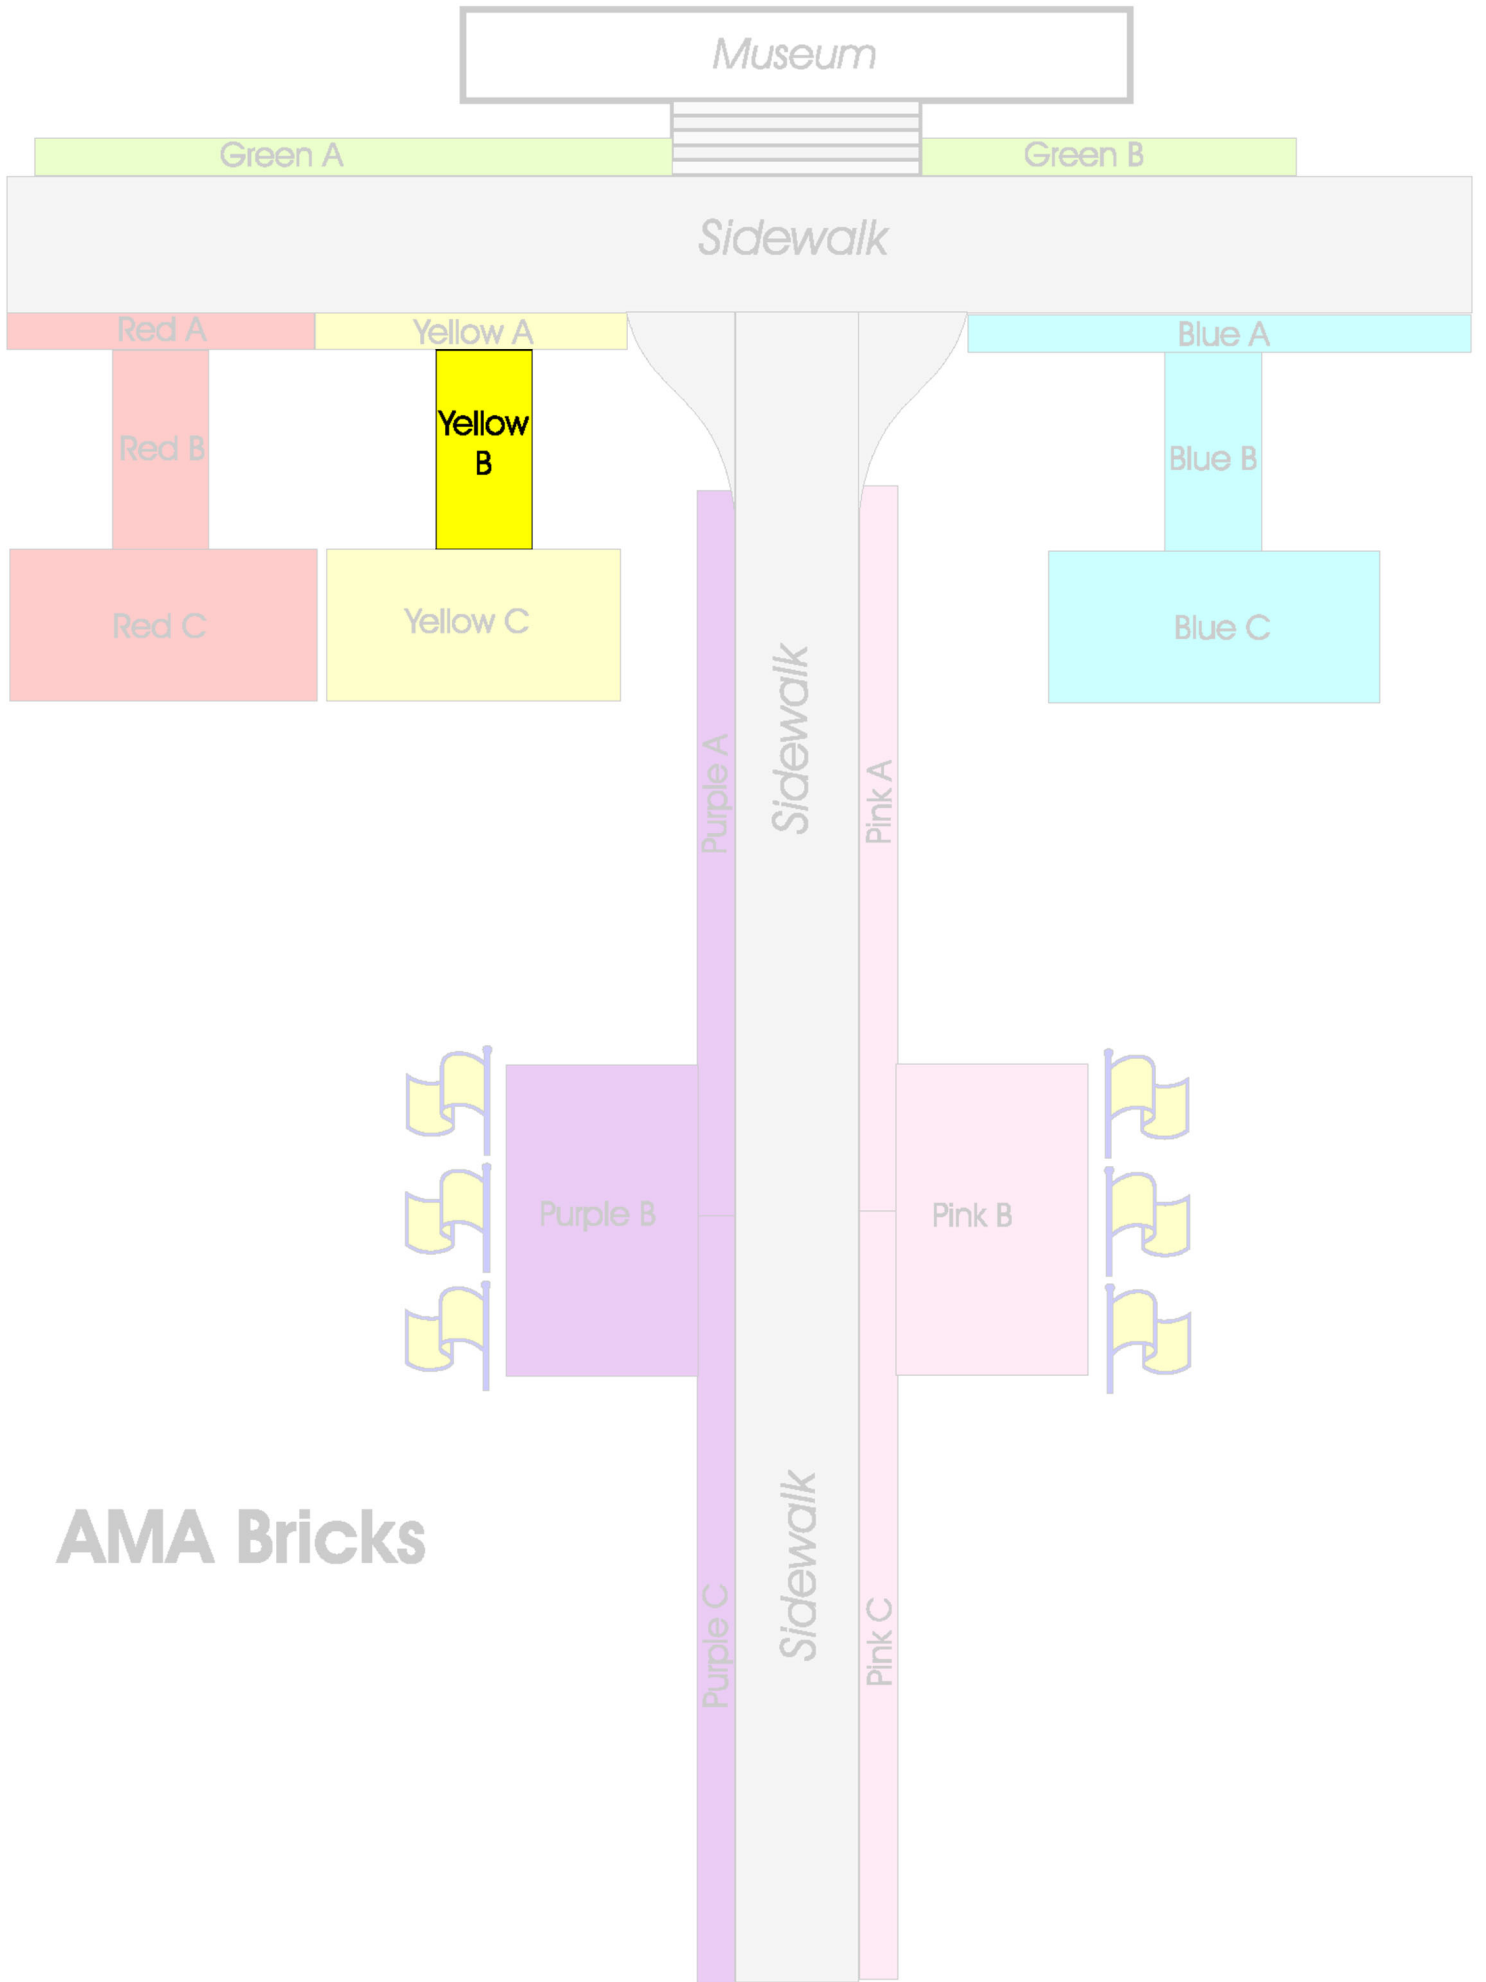 Museum
Green A
Green B
Sidewalk
Red A
Yellow A
Blue A
Red B
Yellow
B
Blue B
Red C
Yellow C
Blue C
Sidewalk
Purple A
Pink A
Purple B
Pink B
AMA Bricks
Sidewalk
Purple C
Pink C